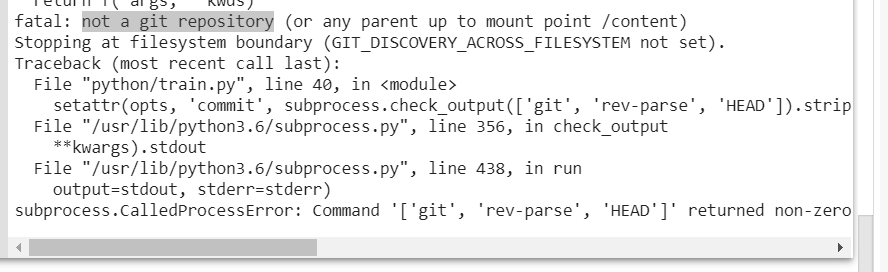 return f(*args, **kwds)
fatal: not a git repository (or any parent up to mount point /content)
Stopping at filesystem boundary (GIT_DISCOVERY_ACROSS_FILESYSTEM not set).
Traceback (most recent call last):
File "python/train.py", line 40, in <module>
setattr(opts, 'commit', subprocess.check_output(['git', 'rev-parse', 'HEAD']).strip
File "/usr/lib/python3.6/subprocess.py", line 356, in check_output
**kwargs).stdout
File "/usr/lib/python3.6/subprocess.py", line 438, in run
output=stdout, stderr=stderr)
subprocess.CalledProcessError: Command '['git', 'rev-parse', 'HEAD']' returned non-zero